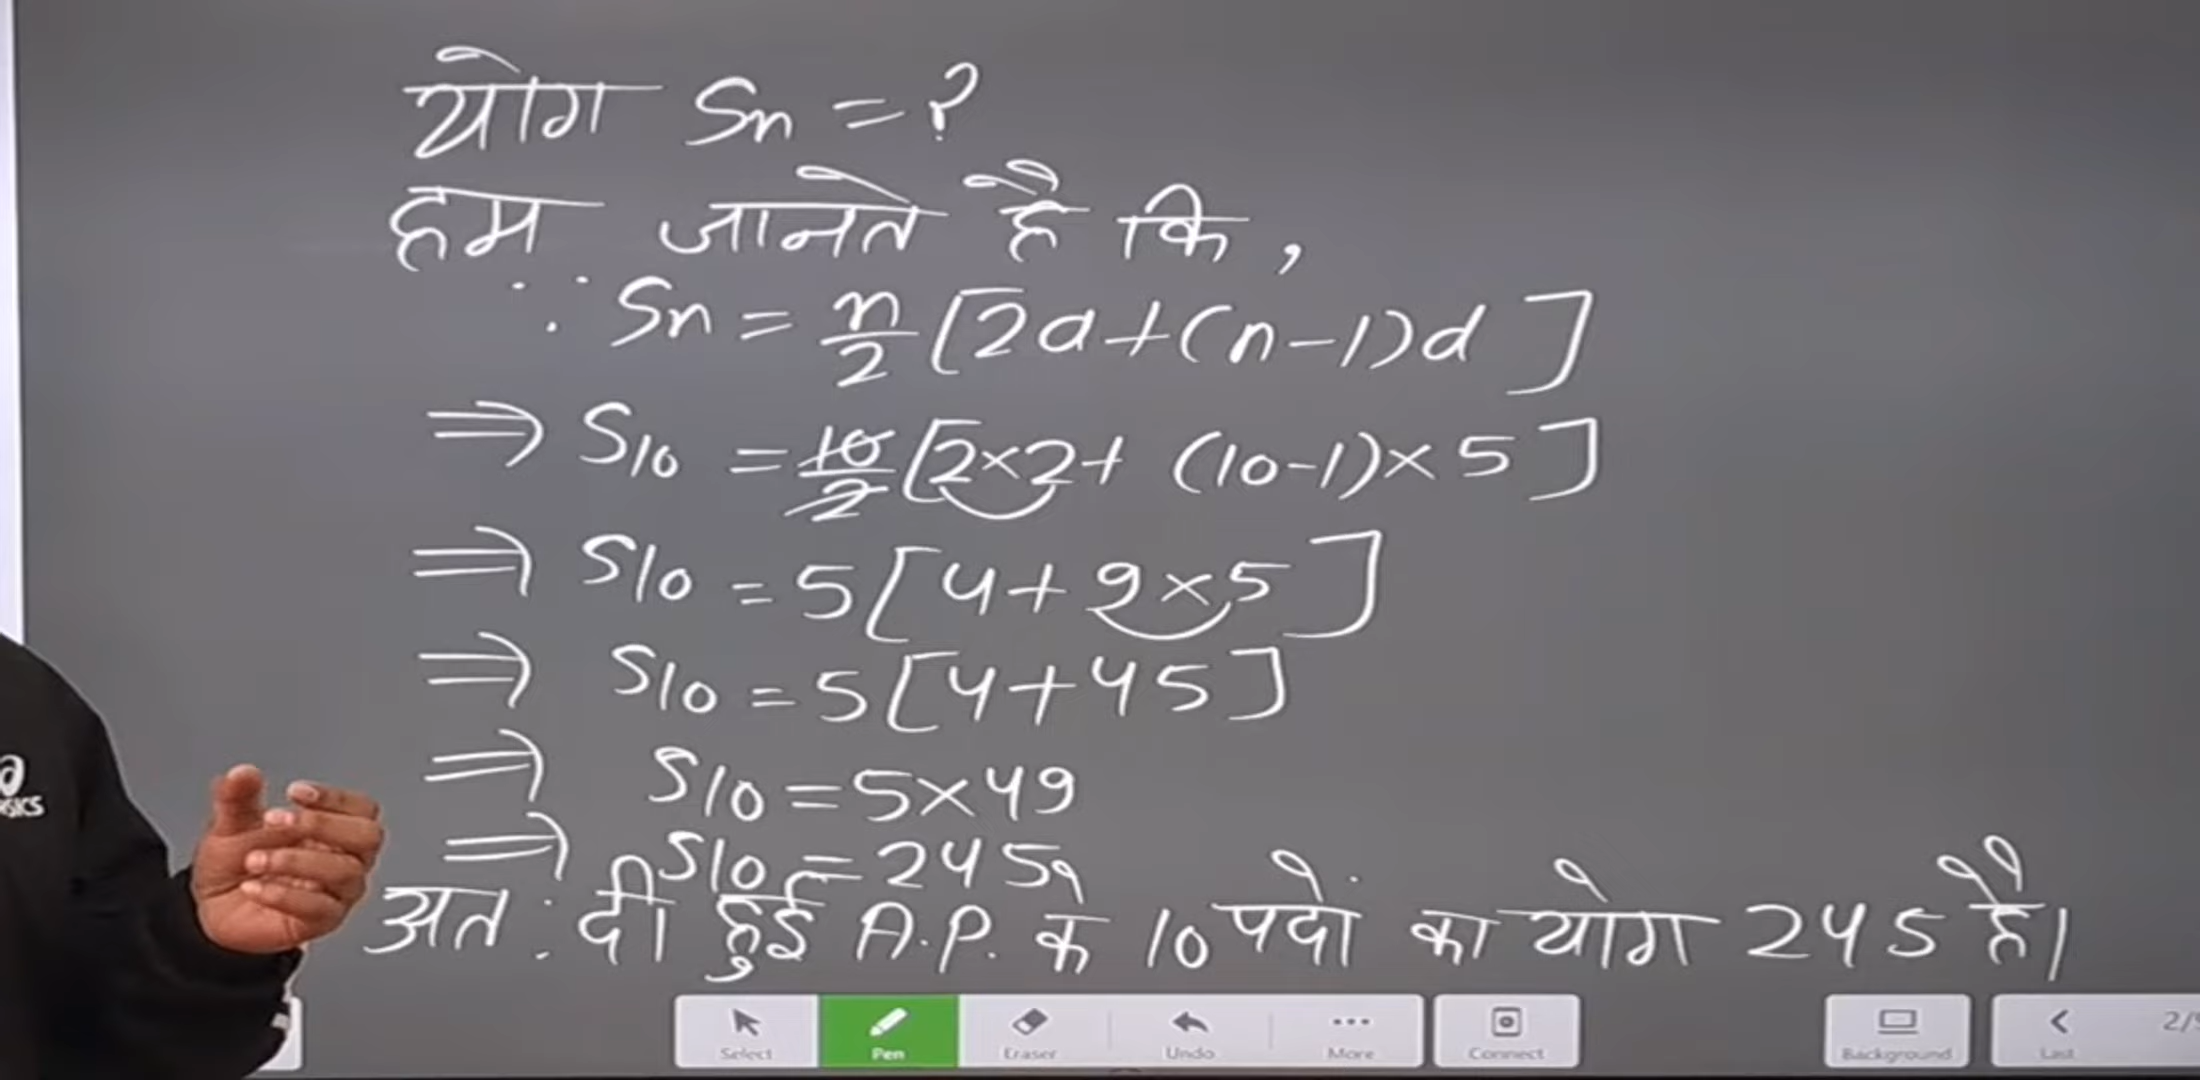 योग Sn = ?
हम जानते है कि,
∵ Sn = n/2 [2a+(n-1)d]
⇒ S10 = 10/2 [2×2+ (10-1)×5]
⇒ S10 = 5[4+9×5]
⇒ S10 = 5[4+45]
⇒ S10 = 5×49
⇒ S10 = 245
अत: दी हुई A.P. के 10 पदों का योग 245 है।
Select Pen Eraser Undo More Connect Background Last